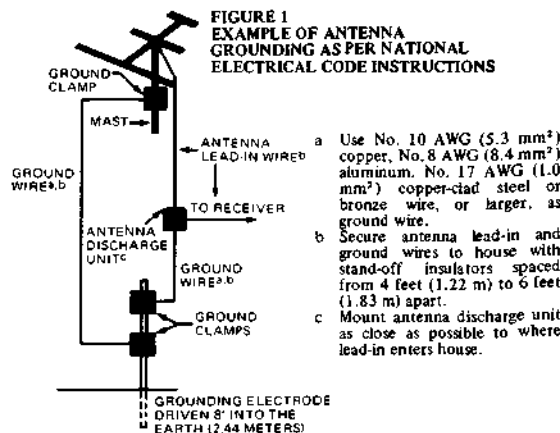 FIGURE 1
EXAMPLE OF ANTENNA
GROUNDING AS PER NATIONAL
ELECTRICAL CODE INSTRUCTIONS
GROUND
CLAMP
MAST
GROUND
WIREa,b
ANTENNA
LEAD-IN WIREb
TO RECEIVER
ANTENNA
DISCHARGE
UNITc
GROUND
WIREa,b
GROUND
CLAMPS
GROUNDING ELECTRODE
DRIVEN 8' INTO THE
EARTH (2.44 METERS)
a Use No. 10 AWG (5.3 mm²)
copper, No. 8 AWG (8.4 mm²)
aluminum. No. 17 AWG (1.0
mm²) copper-clad steel or
bronze wire, or larger, as
ground wire.
b Secure antenna lead-in and
ground wires to house with
stand-off insulators spaced
from 4 feet (1.22 m) to 6 feet
(1.83 m) apart.
c Mount antenna discharge unit
as close as possible to where
lead-in enters house.